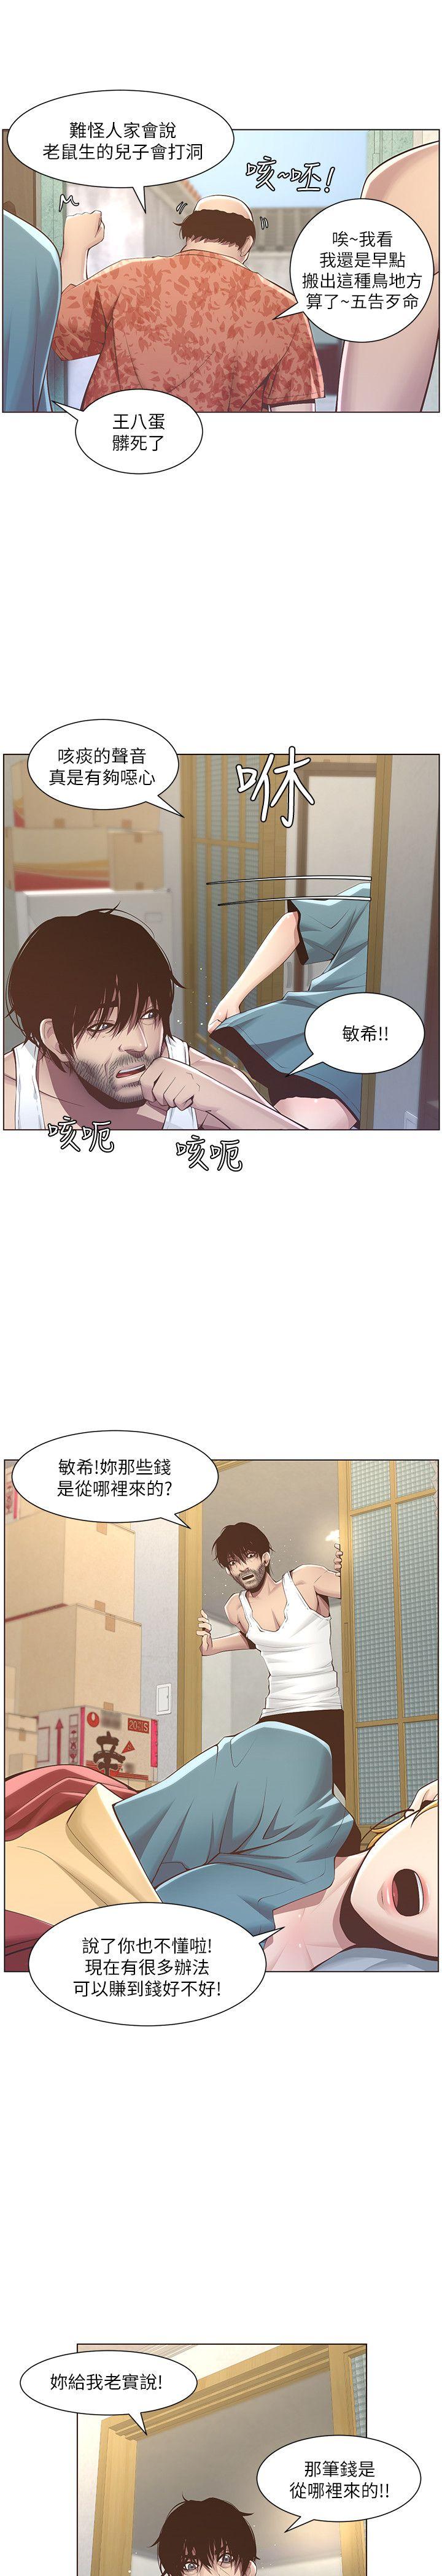 難怪人家會說
老鼠生的兒子會打洞
咳~呸!
唉~我看
我還是早點
搬出這種鳥地方
算了~五告歹命
王八蛋
髒死了
咳痰的聲音
真是有夠噁心
咻
敏希!!
咳呃
咳呃
敏希!妳那些錢
是從哪裡來的?
說了你也不懂啦!
現在有很多辦法
可以賺到錢好不好!
妳給我老實說!
那筆錢是
從哪裡來的!!